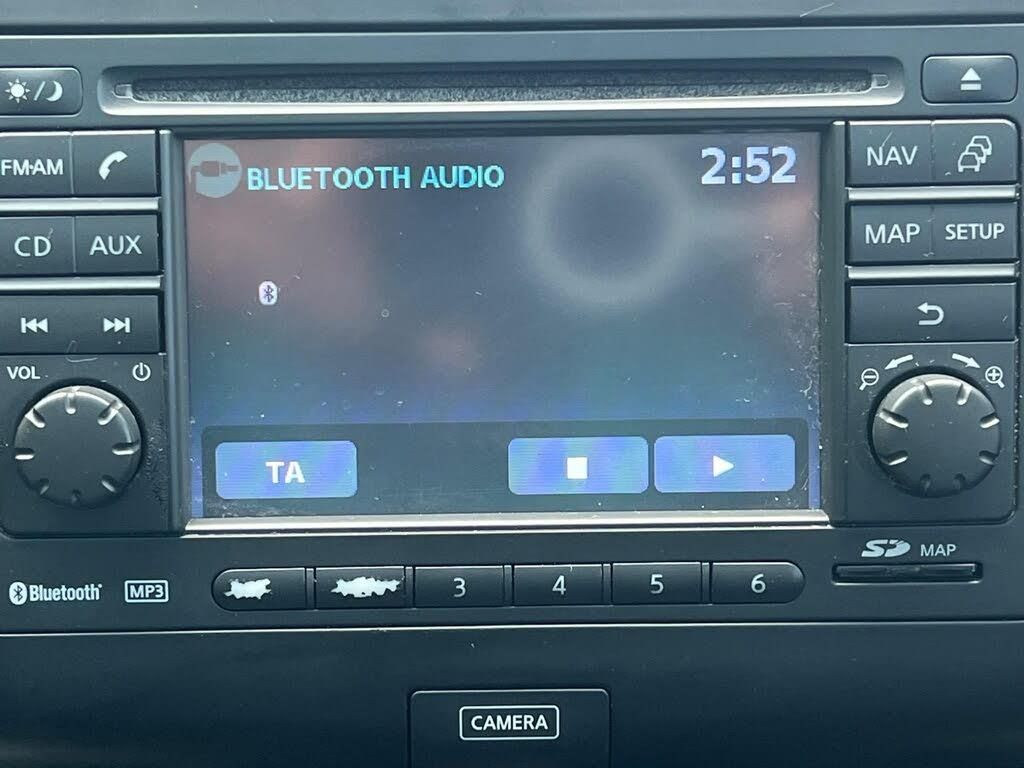 BLUETOOTH AUDIO
2:52
FM·AM
CD
AUX
VOL
NAV
MAP
SETUP
TA
Bluetooth®
MP3
3
4
5
6
SD MAP
CAMERA